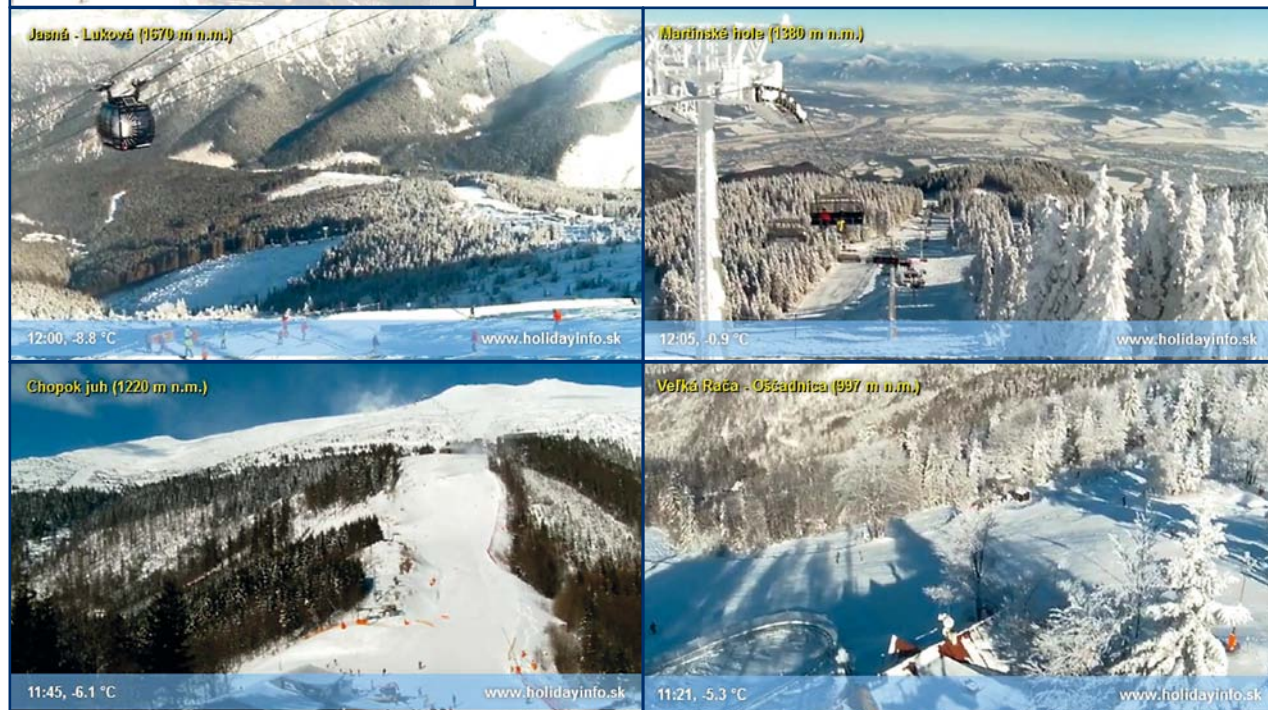 Jasná - Luková (1670 m n.m.)
12:00, -8.8 °C
www.holidayinfo.sk
Martinské hole (1380 m n.m.)
12:05, -0.9 °C
www.holidayinfo.sk
Chopok juh (1220 m n.m.)
11:45, -6.1 °C
www.holidayinfo.sk
Veľká Rača - Oščadnica (997 m n.m.)
11:21, -5.3 °C
www.holidayinfo.sk